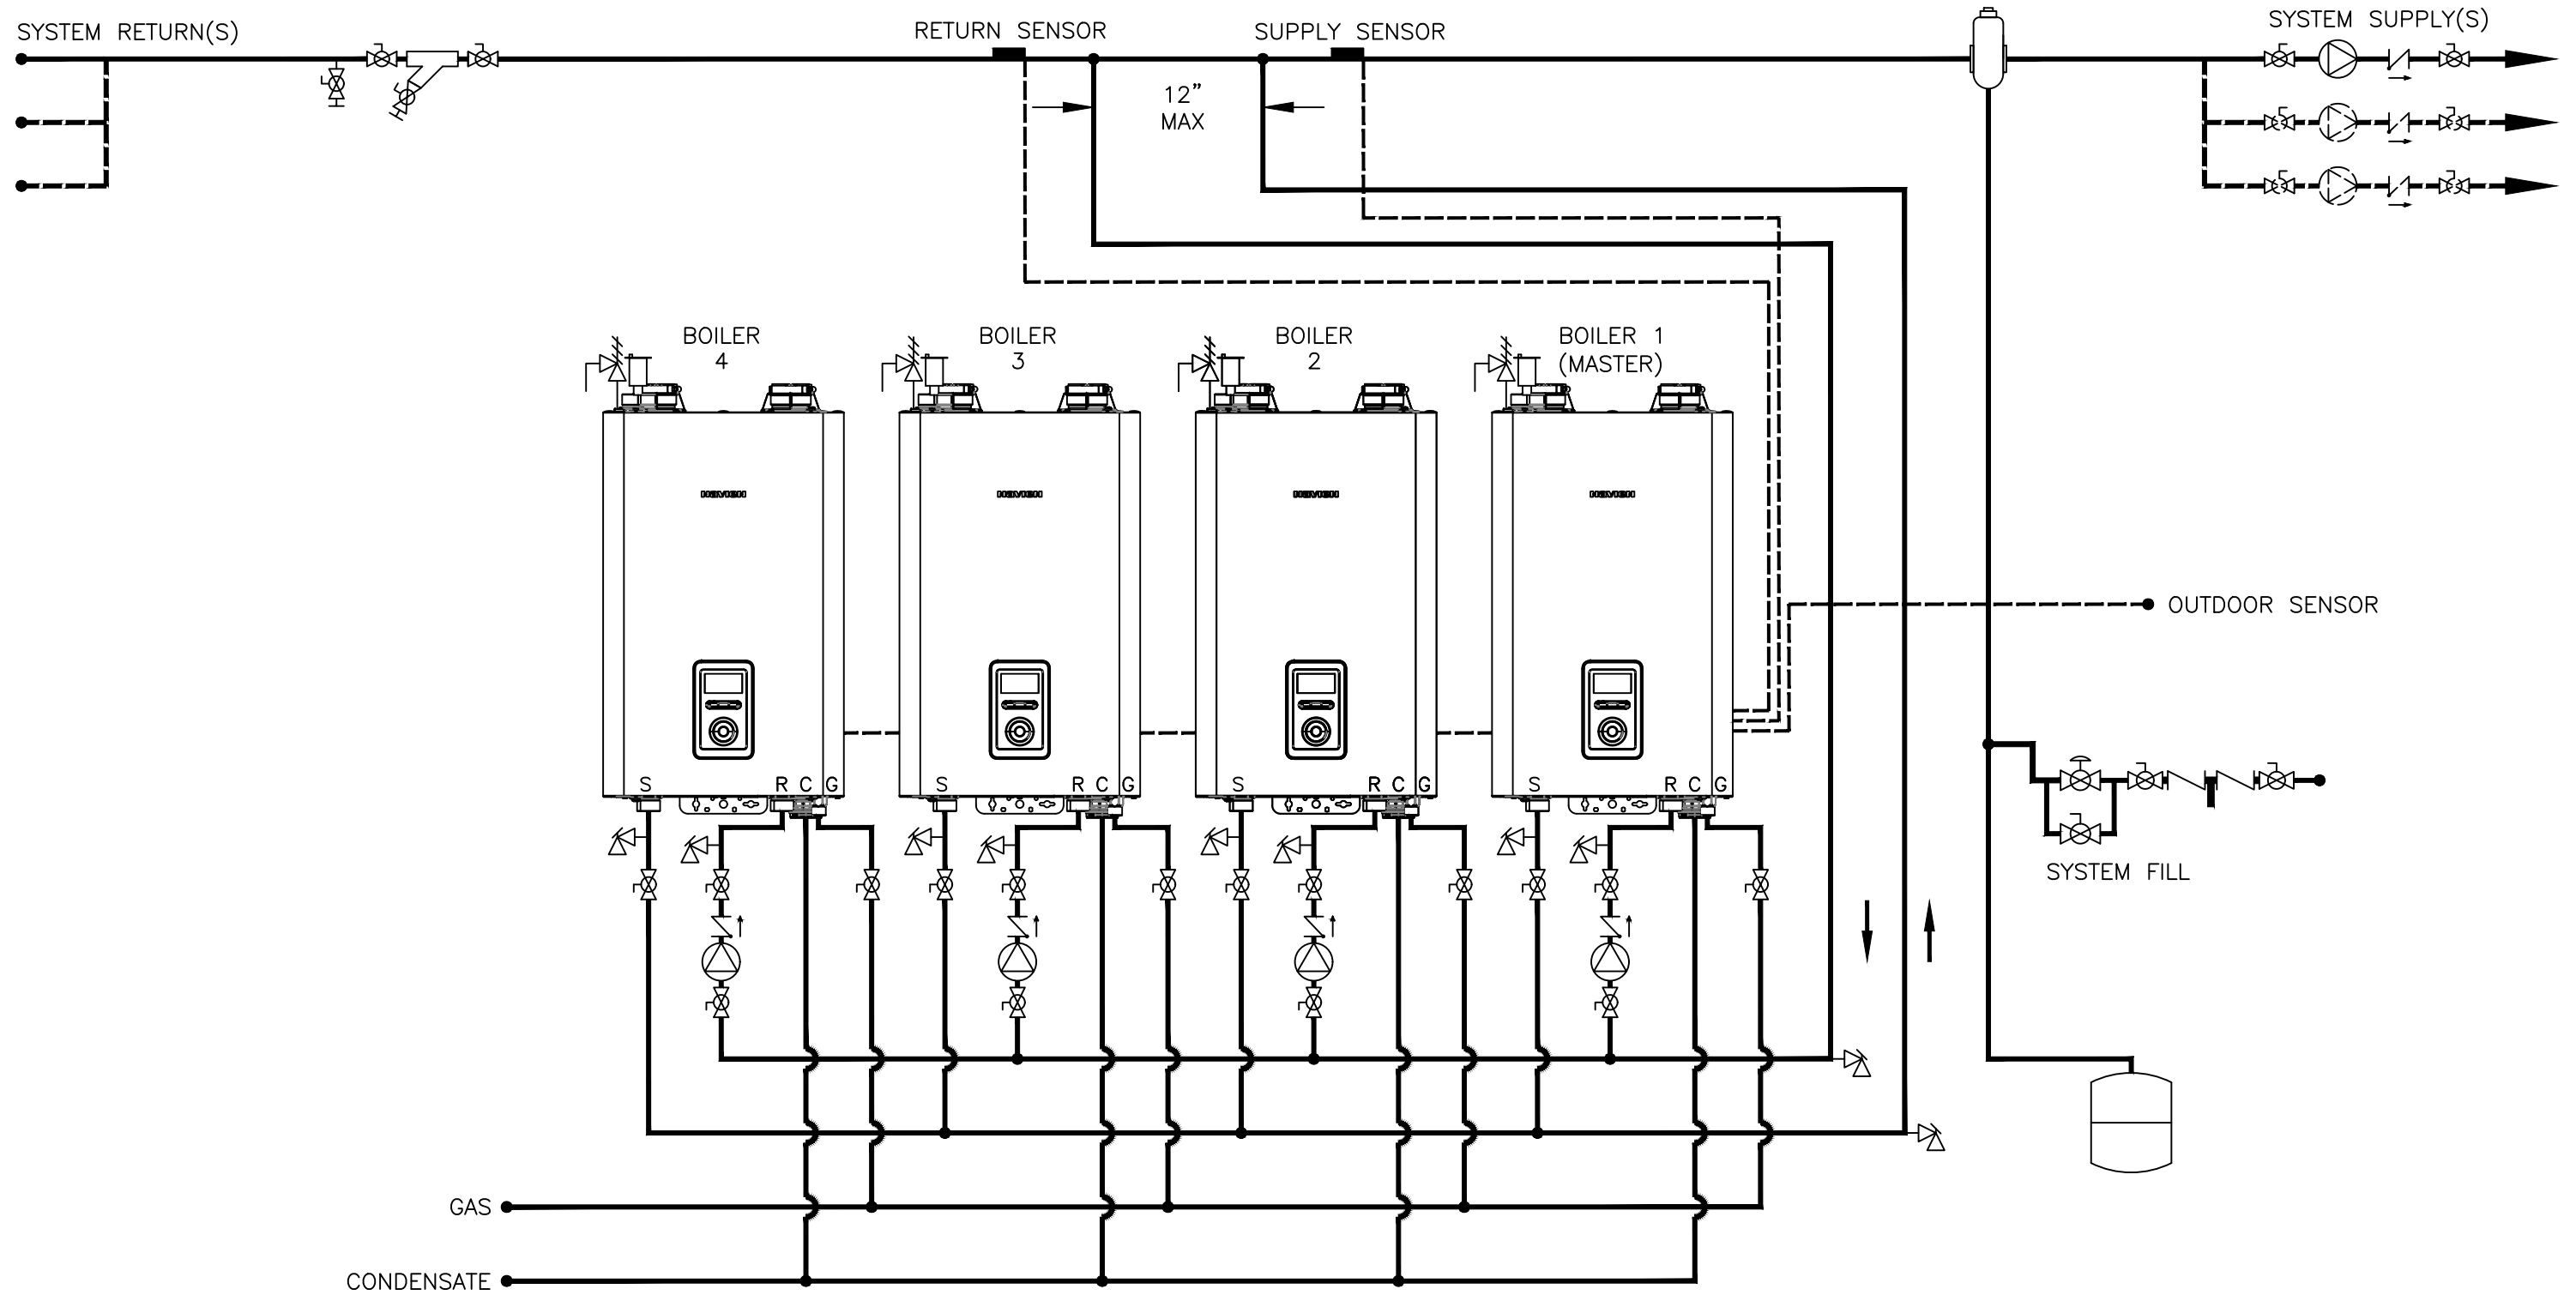 SYSTEM RETURN(S)
RETURN SENSOR
SUPPLY SENSOR
SYSTEM SUPPLY(S)
12”
MAX
BOILER
4
BOILER
3
BOILER
2
BOILER 1
(MASTER)
OUTDOOR SENSOR
S R C G
S R C G
S R C G
S R C G
SYSTEM FILL
GAS
CONDENSATE